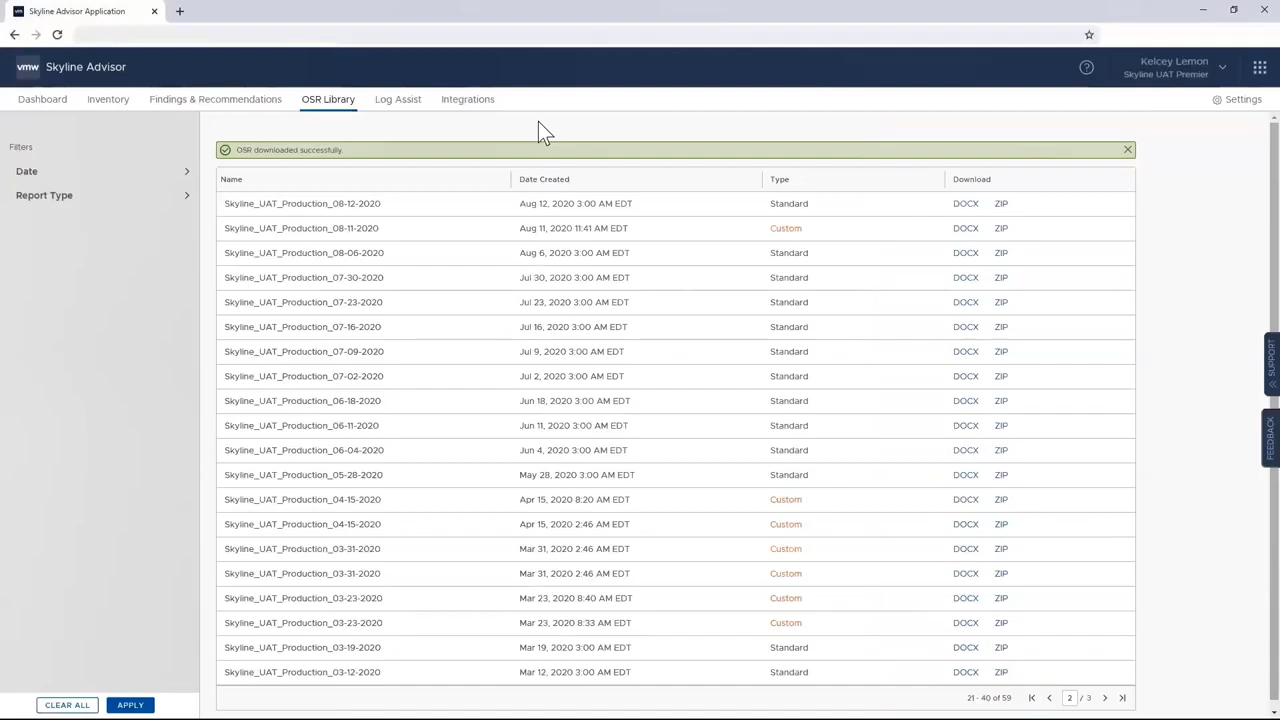 Skyline Advisor Application
vmw Skyline Advisor
Kelcey Lemon
Skyline UAT Premier
Dashboard Inventory Findings & Recommendations OSR Library Log Assist Integrations Settings
Filters
Date
Report Type
OSR downloaded successfully.
Name Date Created Type Download
Skyline_UAT_Production_08-12-2020 Aug 12, 2020 3:00 AM EDT Standard DOCX ZIP
Skyline_UAT_Production_08-11-2020 Aug 11, 2020 11:41 AM EDT Custom DOCX ZIP
Skyline_UAT_Production_08-06-2020 Aug 6, 2020 3:00 AM EDT Standard DOCX ZIP
Skyline_UAT_Production_07-30-2020 Jul 30, 2020 3:00 AM EDT Standard DOCX ZIP
Skyline_UAT_Production_07-23-2020 Jul 23, 2020 3:00 AM EDT Standard DOCX ZIP
Skyline_UAT_Production_07-16-2020 Jul 16, 2020 3:00 AM EDT Standard DOCX ZIP
Skyline_UAT_Production_07-09-2020 Jul 9, 2020 3:00 AM EDT Standard DOCX ZIP
Skyline_UAT_Production_07-02-2020 Jul 2, 2020 3:00 AM EDT Standard DOCX ZIP
Skyline_UAT_Production_06-18-2020 Jun 18, 2020 3:00 AM EDT Standard DOCX ZIP
Skyline_UAT_Production_06-11-2020 Jun 11, 2020 3:00 AM EDT Standard DOCX ZIP
Skyline_UAT_Production_06-04-2020 Jun 4, 2020 3:00 AM EDT Standard DOCX ZIP
Skyline_UAT_Production_05-28-2020 May 28, 2020 3:00 AM EDT Standard DOCX ZIP
Skyline_UAT_Production_04-15-2020 Apr 15, 2020 8:20 AM EDT Custom DOCX ZIP
Skyline_UAT_Production_04-15-2020 Apr 15, 2020 2:46 AM EDT Custom DOCX ZIP
Skyline_UAT_Production_03-31-2020 Mar 31, 2020 2:46 AM EDT Custom DOCX ZIP
Skyline_UAT_Production_03-31-2020 Mar 31, 2020 2:46 AM EDT Custom DOCX ZIP
Skyline_UAT_Production_03-23-2020 Mar 23, 2020 8:40 AM EDT Custom DOCX ZIP
Skyline_UAT_Production_03-23-2020 Mar 23, 2020 8:33 AM EDT Custom DOCX ZIP
Skyline_UAT_Production_03-19-2020 Mar 19, 2020 3:00 AM EDT Standard DOCX ZIP
Skyline_UAT_Production_03-12-2020 Mar 12, 2020 3:00 AM EDT Standard DOCX ZIP
21 - 40 of 59 2 / 3
CLEAR ALL APPLY
SUPPORT
FEEDBACK